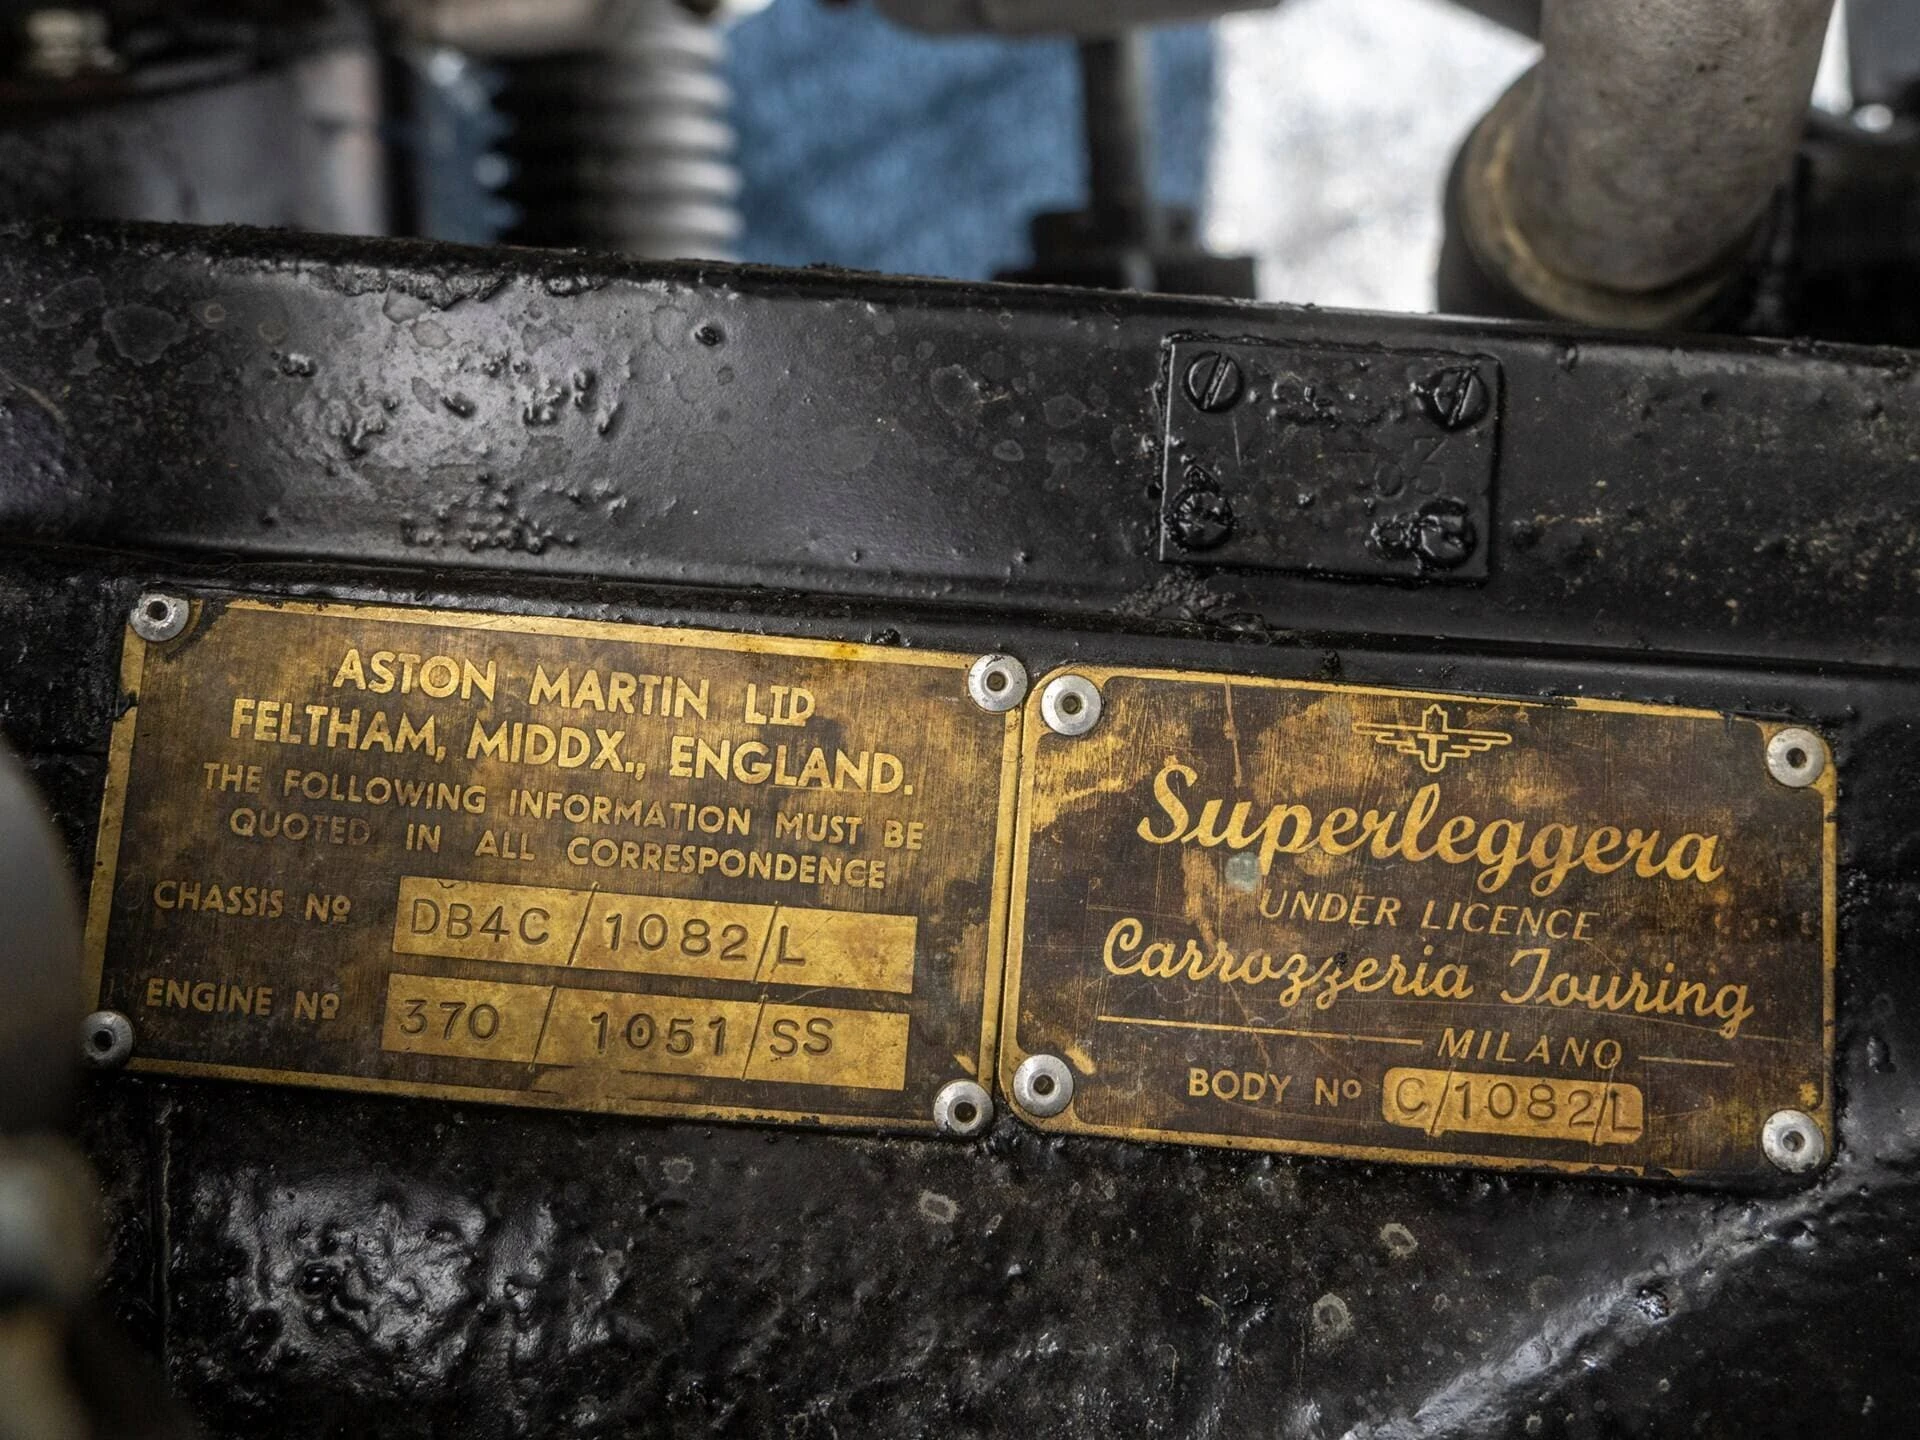 63
ASTON MARTIN LTD
FELTHAM, MIDDX., ENGLAND.
THE FOLLOWING INFORMATION MUST BE
QUOTED IN ALL CORRESPONDENCE
CHASSIS Nº DB4C/1082/L
ENGINE Nº 370/1051/SS
Superleggera
UNDER LICENCE
Carrozzeria Touring
MILANO
BODY Nº C/1082/L